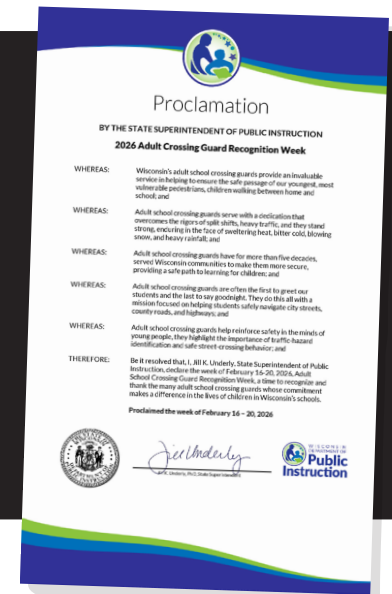 Proclamation
BY THE STATE SUPERINTENDENT OF PUBLIC INSTRUCTION
2026 Adult Crossing Guard Recognition Week
WHEREAS: Wisconsin's adult school crossing guards provide an invaluable
service in helping to ensure the safe passage of our youngest, most
vulnerable pedestrians, children walking between home and
school; and
WHEREAS: Adult school crossing guards serve with a dedication that
overcomes the rigors of split shifts, heavy traffic, and they stand
strong, enduring in the face of sweltering heat, bitter cold, blowing
snow, and heavy rainfall; and
WHEREAS: Adult school crossing guards have for more than five decades,
served Wisconsin communities to make them more secure,
providing a safe path to learning for children; and
WHEREAS: Adult school crossing guards are often the first to greet our
students and the last to say goodnight. They do this all with a
mission focused on helping students safely navigate city streets,
county roads, and highways; and
WHEREAS: Adult school crossing guards help reinforce safety in the minds of
young people, they highlight the importance of traffic-hazard
identification and safe street-crossing behavior; and
THEREFORE: Be it resolved that, I, Jill K. Underly, State Superintendent of Public
Instruction, declare the week of February 16-20, 2026, Adult
School Crossing Guard Recognition Week, a time to recognize and
thank the many adult school crossing guards whose commitment
makes a difference in the lives of children in Wisconsin's schools.
Proclaimed the week of February 16 – 20, 2026
Jill Underly
Jill K. Underly, PhD, State Superintendent
WISCONSIN
DEPARTMENT OF
Public
Instruction